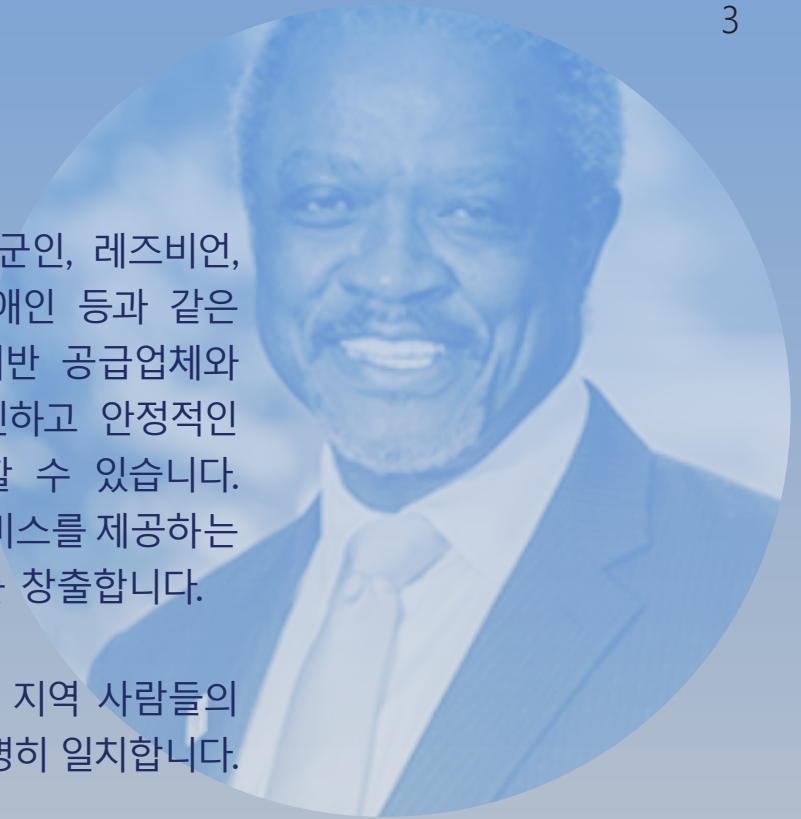 3
군인, 레즈비언,
애인 등과 같은
반 공급업체와
하고 안정적인
수 있습니다.
비스를 제공하는
창출합니다.
지역 사람들의
히 일치합니다.